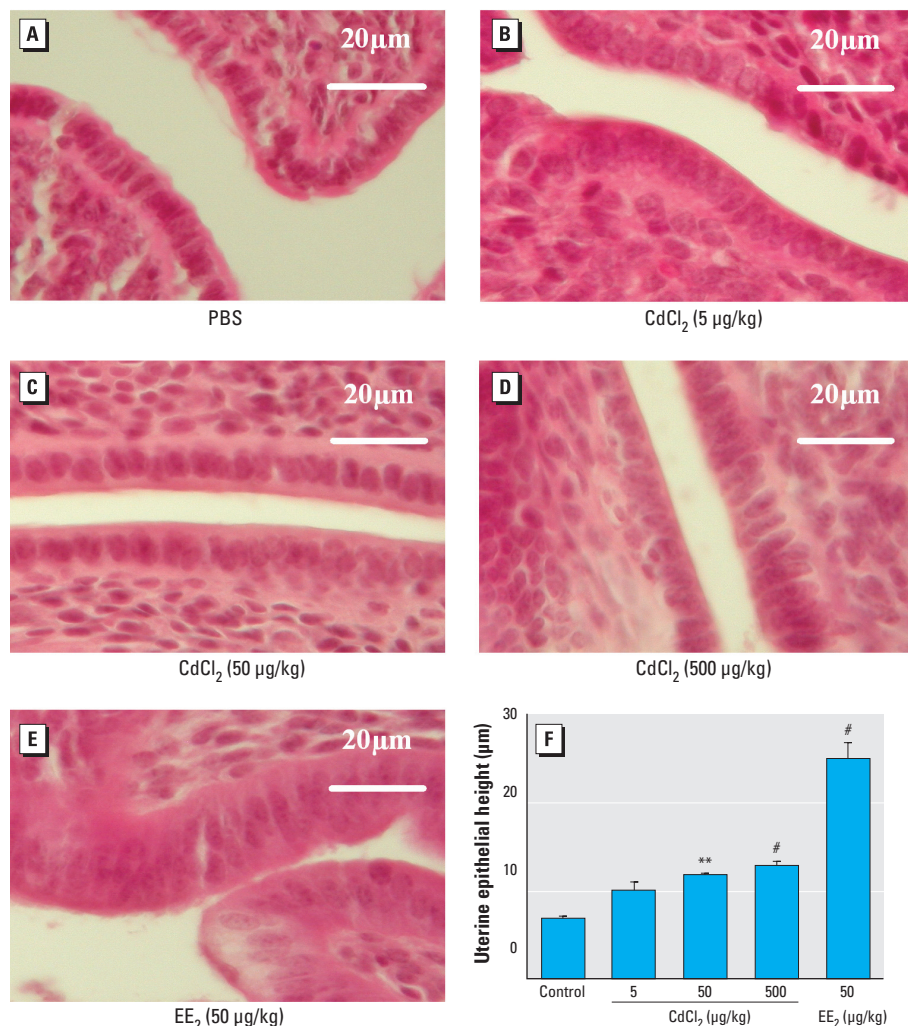 A
20µm
PBS
B
20µm
CdCl₂ (5 µg/kg)
C
20µm
CdCl₂ (50 µg/kg)
D
20µm
CdCl₂ (500 µg/kg)
E
20µm
EE₂ (50 µg/kg)
F
Uterine epithelial height (µm)
30
20
10
0
**
#
#
Control 5 50 500 50
CdCl₂ (µg/kg) EE₂ (µg/kg)